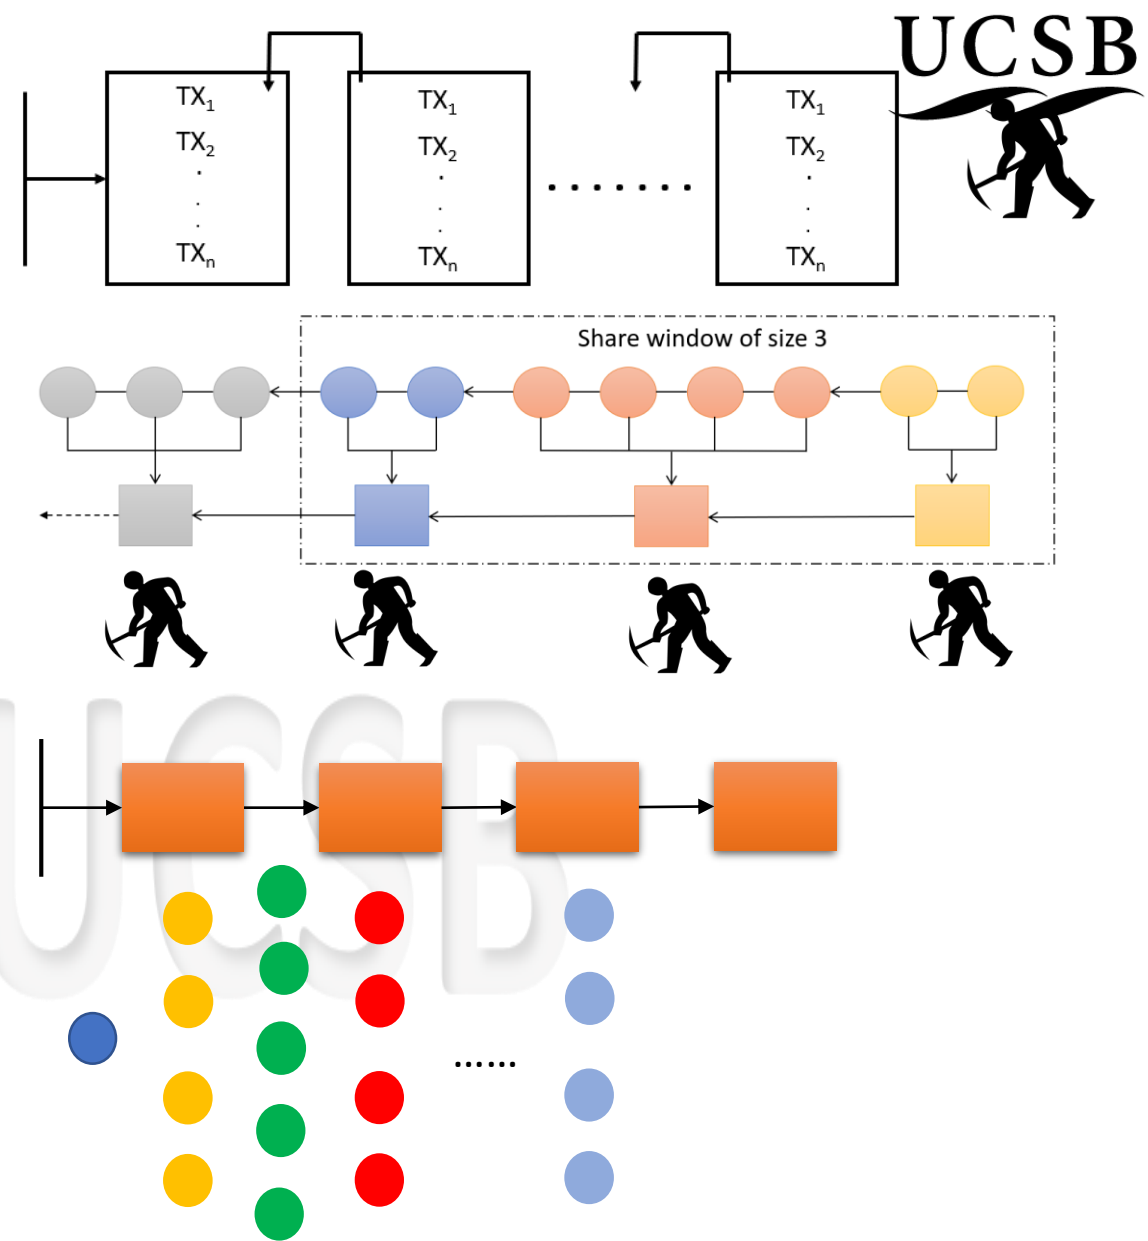 UCSB
TX1
TX2
.
.
.
TXn
TX1
TX2
.
.
.
TXn
.......
TX1
TX2
.
.
.
TXn
Share window of size 3
UCSB
......